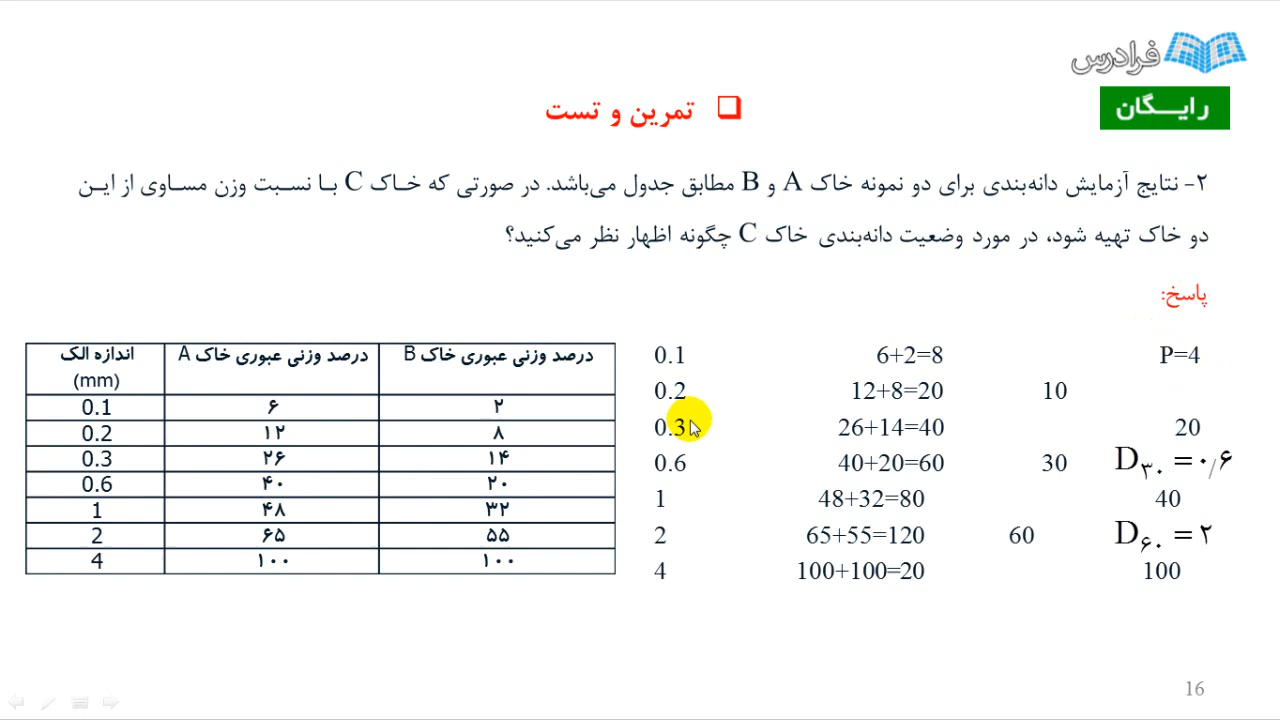 فرادرس
رایگان
تمرین و تست
۲- نتایج آزمایش دانه‌بندی برای دو نمونه خاک A و B مطابق جدول می‌باشد. در صورتی که خاک C با نسبت وزن مساوی از این
دو خاک تهیه شود، در مورد وضعیت دانه‌بندی خاک C چگونه اظهار نظر می‌کنید؟
پاسخ:
اندازه الک (mm) درصد وزنی عبوری خاک A درصد وزنی عبوری خاک B
0.1 ۶ ۲
0.2 ۱۲ ۸
0.3 ۲۶ ۱۴
0.6 ۴۰ ۲۰
1 ۴۸ ۳۲
2 ۶۵ ۵۵
4 ۱۰۰ ۱۰۰
0.1 6+2=8 P=4
0.2 12+8=20 10
0.3 26+14=40 20
0.6 40+20=60 30 D۳۰ =۰/۶
1 48+32=80 40
2 65+55=120 60 D۶۰ =۲
4 100+100=20 100
16